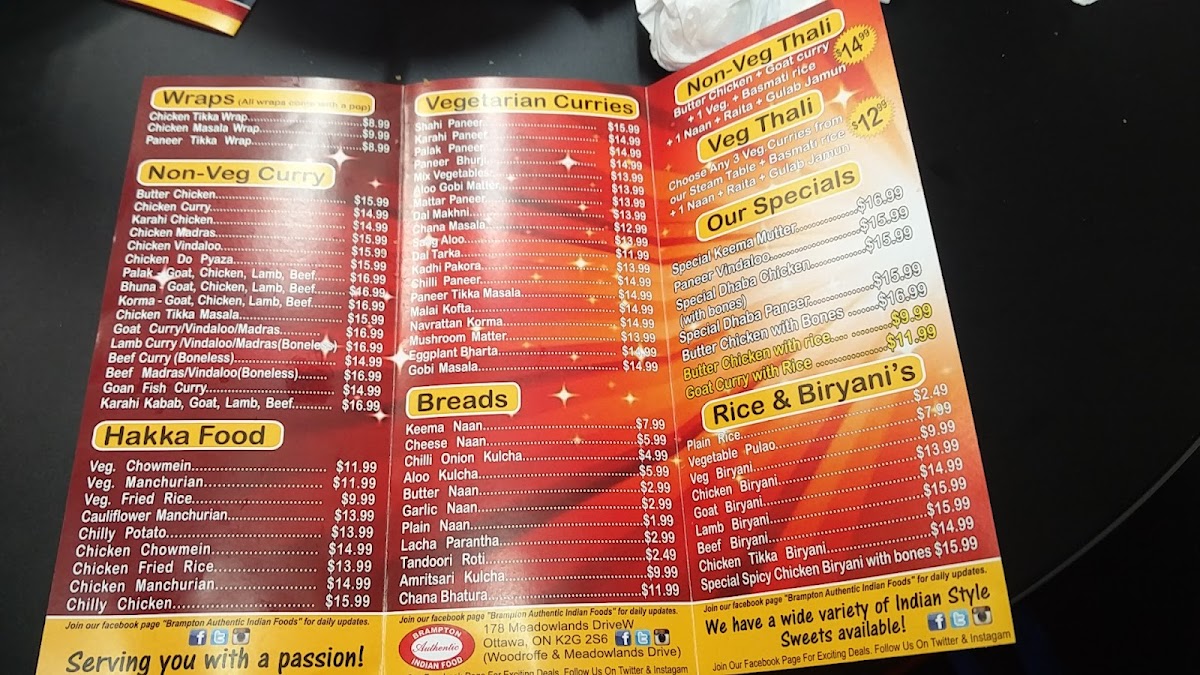 Wraps (All wraps come with a pop)
Chicken Tikka Wrap $8.99
Chicken Masala Wrap $9.99
Paneer Tikka Wrap $8.99
Non-Veg Curry
Butter Chicken $15.99
Chicken Curry $14.99
Karahi Chicken $14.99
Chicken Madras $15.99
Chicken Vindaloo $15.99
Chicken Do Pyaza $15.99
Palak - Goat, Chicken, Lamb, Beef $16.99
Bhuna - Goat, Chicken, Lamb, Beef $16.99
Korma - Goat, Chicken, Lamb, Beef $16.99
Chicken Tikka Masala $15.99
Goat Curry/Vindaloo/Madras $16.99
Lamb Curry /Vindaloo/Madras(Boneless) $16.99
Beef Curry (Boneless) $14.99
Beef Madras/Vindaloo(Boneless) $16.99
Goan Fish Curry $14.99
Karahi Kabab, Goat, Lamb, Beef $16.99
Hakka Food
Veg. Chowmein $11.99
Veg. Manchurian $11.99
Veg. Fried Rice $9.99
Cauliflower Manchurian $13.99
Chilly Potato $13.99
Chicken Chowmein $14.99
Chicken Fried Rice $13.99
Chicken Manchurian $14.99
Chilly Chicken $15.99
Join our facebook page "Brampton Authentic Indian Foods" for daily updates.
Serving you with a passion!
Vegetarian Curries
Shahi Paneer $15.99
Karahi Paneer $14.99
Palak Paneer $14.99
Paneer Bhurji $14.99
Mix Vegetables $13.99
Aloo Gobi Matter $13.99
Mattar Paneer $13.99
Dal Makhni $13.99
Chana Masala $12.99
Saag Aloo $13.99
Dal Tarka $11.99
Kadhi Pakora $13.99
Chilli Paneer $14.99
Paneer Tikka Masala $14.99
Malai Kofta $14.99
Navrattan Korma $14.99
Mushroom Matter $13.99
Eggplant Bharta
Gobi Masala $14.99
Breads
Keema Naan $7.99
Cheese Naan $5.99
Chilli Onion Kulcha $4.99
Aloo Kulcha $5.99
Butter Naan $2.99
Garlic Naan $2.99
Plain Naan $1.99
Lacha Parantha $2.99
Tandoori Roti $2.49
Amritsari Kulcha $9.99
Chana Bhatura $11.99
Join our facebook page "Brampton Authentic Indian Foods" for daily updates.
BRAMPTON
Authentic
INDIAN FOOD
178 Meadowlands DriveW
Ottawa, ON K2G 2S6
(Woodroffe & Meadowlands Drive)
Facebook Page For Exciting Deals. Follow Us On Twitter & Instagam
Non-Veg Thali $14.99
Butter Chicken + Goat curry
+ 1 Veg. + Basmati rice
+ 1 Naan + Raita + Gulab Jamun
Veg Thali $12.99
Choose Any 3 Veg.Curries from
our Steam Table + Basmati rice
+ 1 Naan + Raita + Gulab Jamun
Our Specials
Special Keema Mutter $16.99
Paneer Vindaloo $15.99
Special Dhaba Chicken $15.99
(with bones)
Special Dhaba Paneer $15.99
Butter Chicken with Bones $16.99
Butter Chicken with rice $9.99
Goat Curry with Rice $11.99
Rice & Biryani's
Plain Rice $2.49
Vegetable Pulao $7.99
Veg Biryani $9.99
Chicken Biryani $13.99
Goat Biryani $14.99
Lamb Biryani $15.99
Beef Biryani $15.99
Chicken Tikka Biryani $14.99
Special Spicy Chicken Biryani with bones $15.99
Join our facebook page "Brampton Authentic Indian Foods" for daily updates.
We have a wide variety of Indian Style
Sweets available!
Join Our Facebook Page For Exciting Deals. Follow Us On Twitter & Instagam